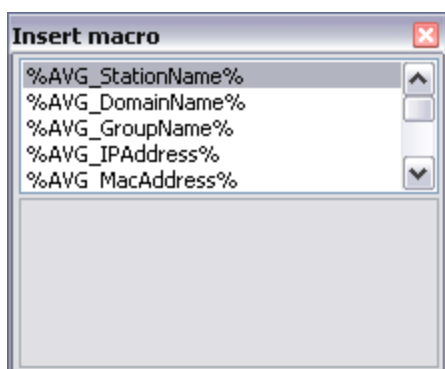 Insert macro
%AVG_StationName%
%AVG_DomainName%
%AVG_GroupName%
%AVG_IPAddress%
%AVG_MacAddress%